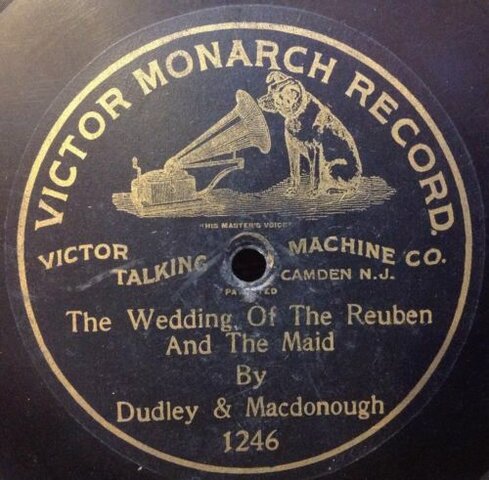 VICTOR MONARCH RECORD.
"HIS MASTER'S VOICE"
VICTOR TALKING MACHINE CO.
CAMDEN N.J.
PATENTED
The Wedding Of The Reuben
And The Maid
By
Dudley & Macdonough
1246